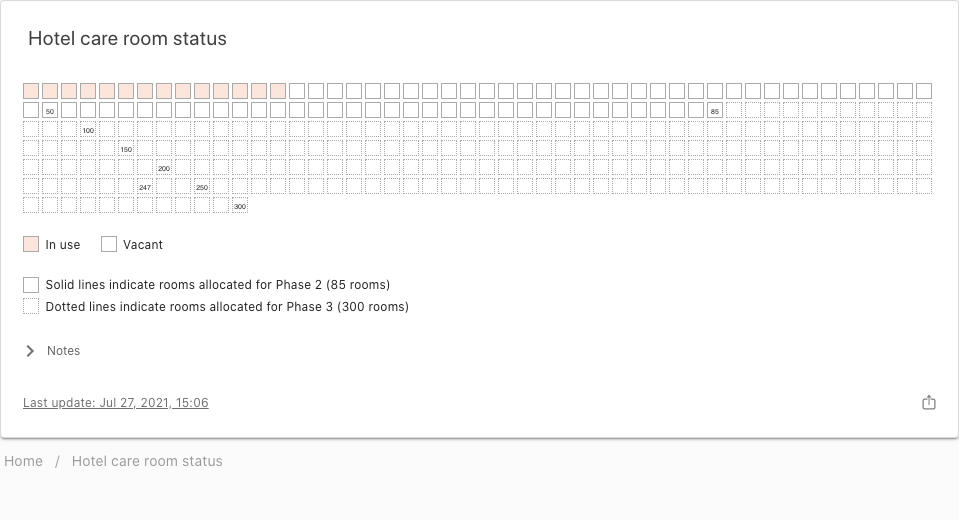 Hotel care room status
50
85
100
150
200
247 250
300
In use Vacant
Solid lines indicate rooms allocated for Phase 2 (85 rooms)
Dotted lines indicate rooms allocated for Phase 3 (300 rooms)
Notes
Last update: Jul 27, 2021, 15:06
Home / Hotel care room status